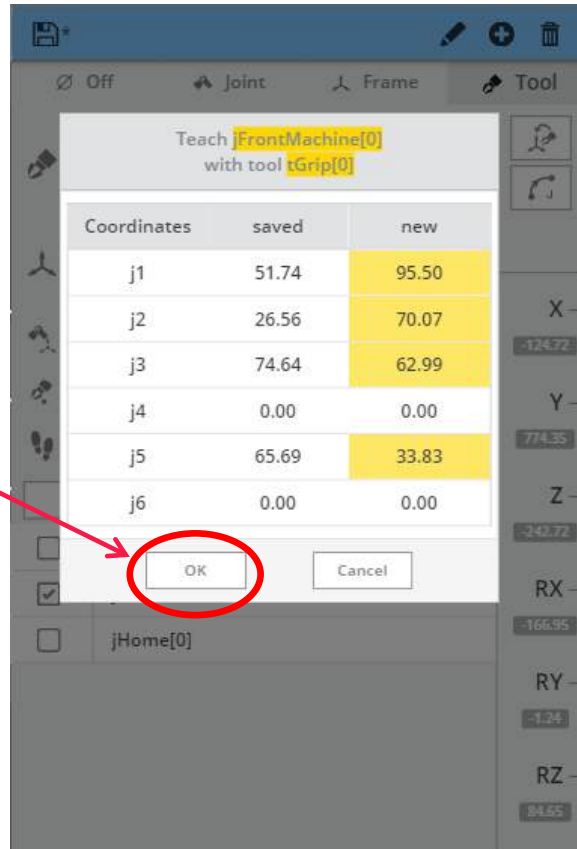 *
Off Joint Frame Tool
Teach jFrontMachine[0]
with tool tGrip[0]
Coordinates saved new
j1 51.74 95.50
j2 26.56 70.07
j3 74.64 62.99
j4 0.00 0.00
j5 65.69 33.83
j6 0.00 0.00
OK Cancel
jHome[0]
X -
-124.72
Y -
774.35
Z -
-242.72
RX -
-166.95
RY -
-1.24
RZ -
84.65